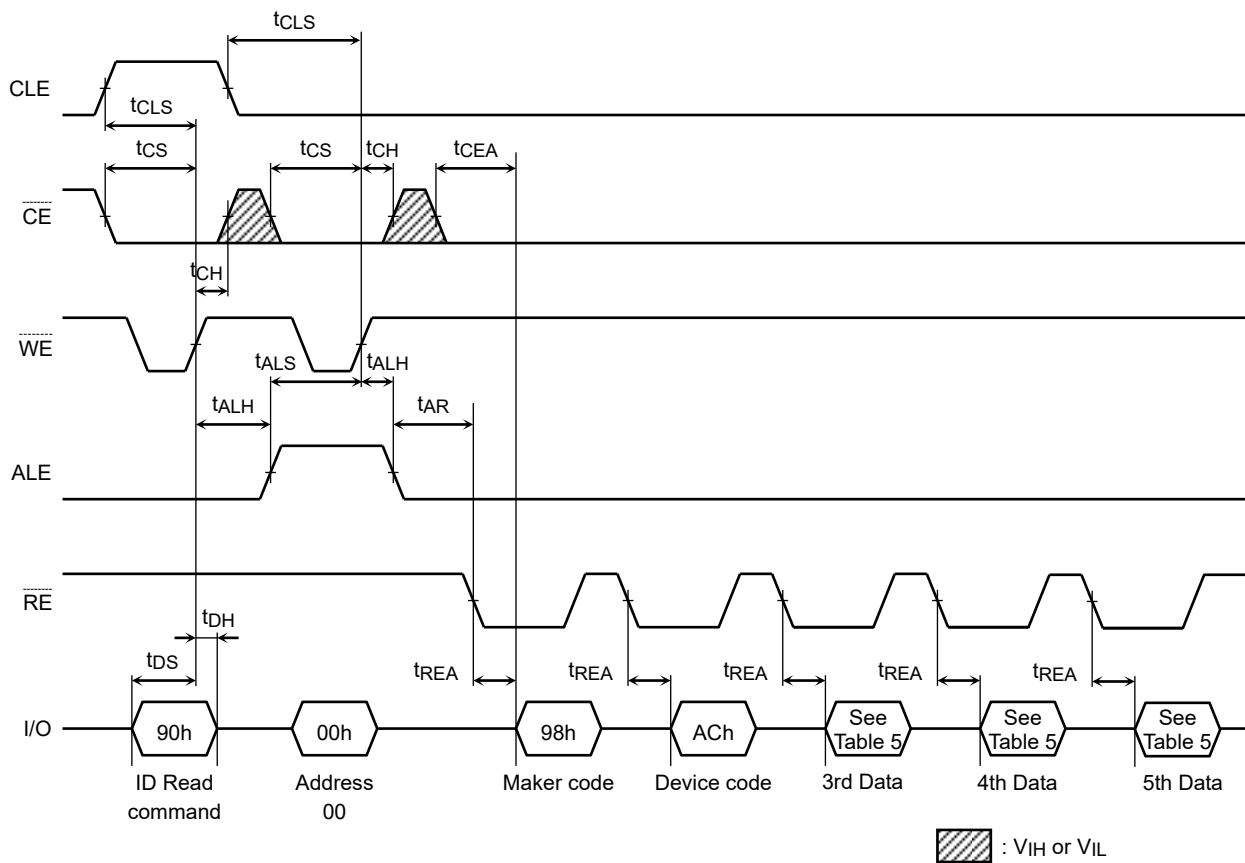 tCLS
CLE
tCLS
tCS
tCS
tCH
tCEA
CE
tCH
WE
tALS
tALH
tALH
tAR
ALE
RE
tDH
tDS
tREA
tREA
tREA
tREA
tREA
I/O
90h
00h
98h
ACh
See
Table 5
See
Table 5
See
Table 5
ID Read
command
Address
00
Maker code
Device code
3rd Data
4th Data
5th Data
: VIH or VIL